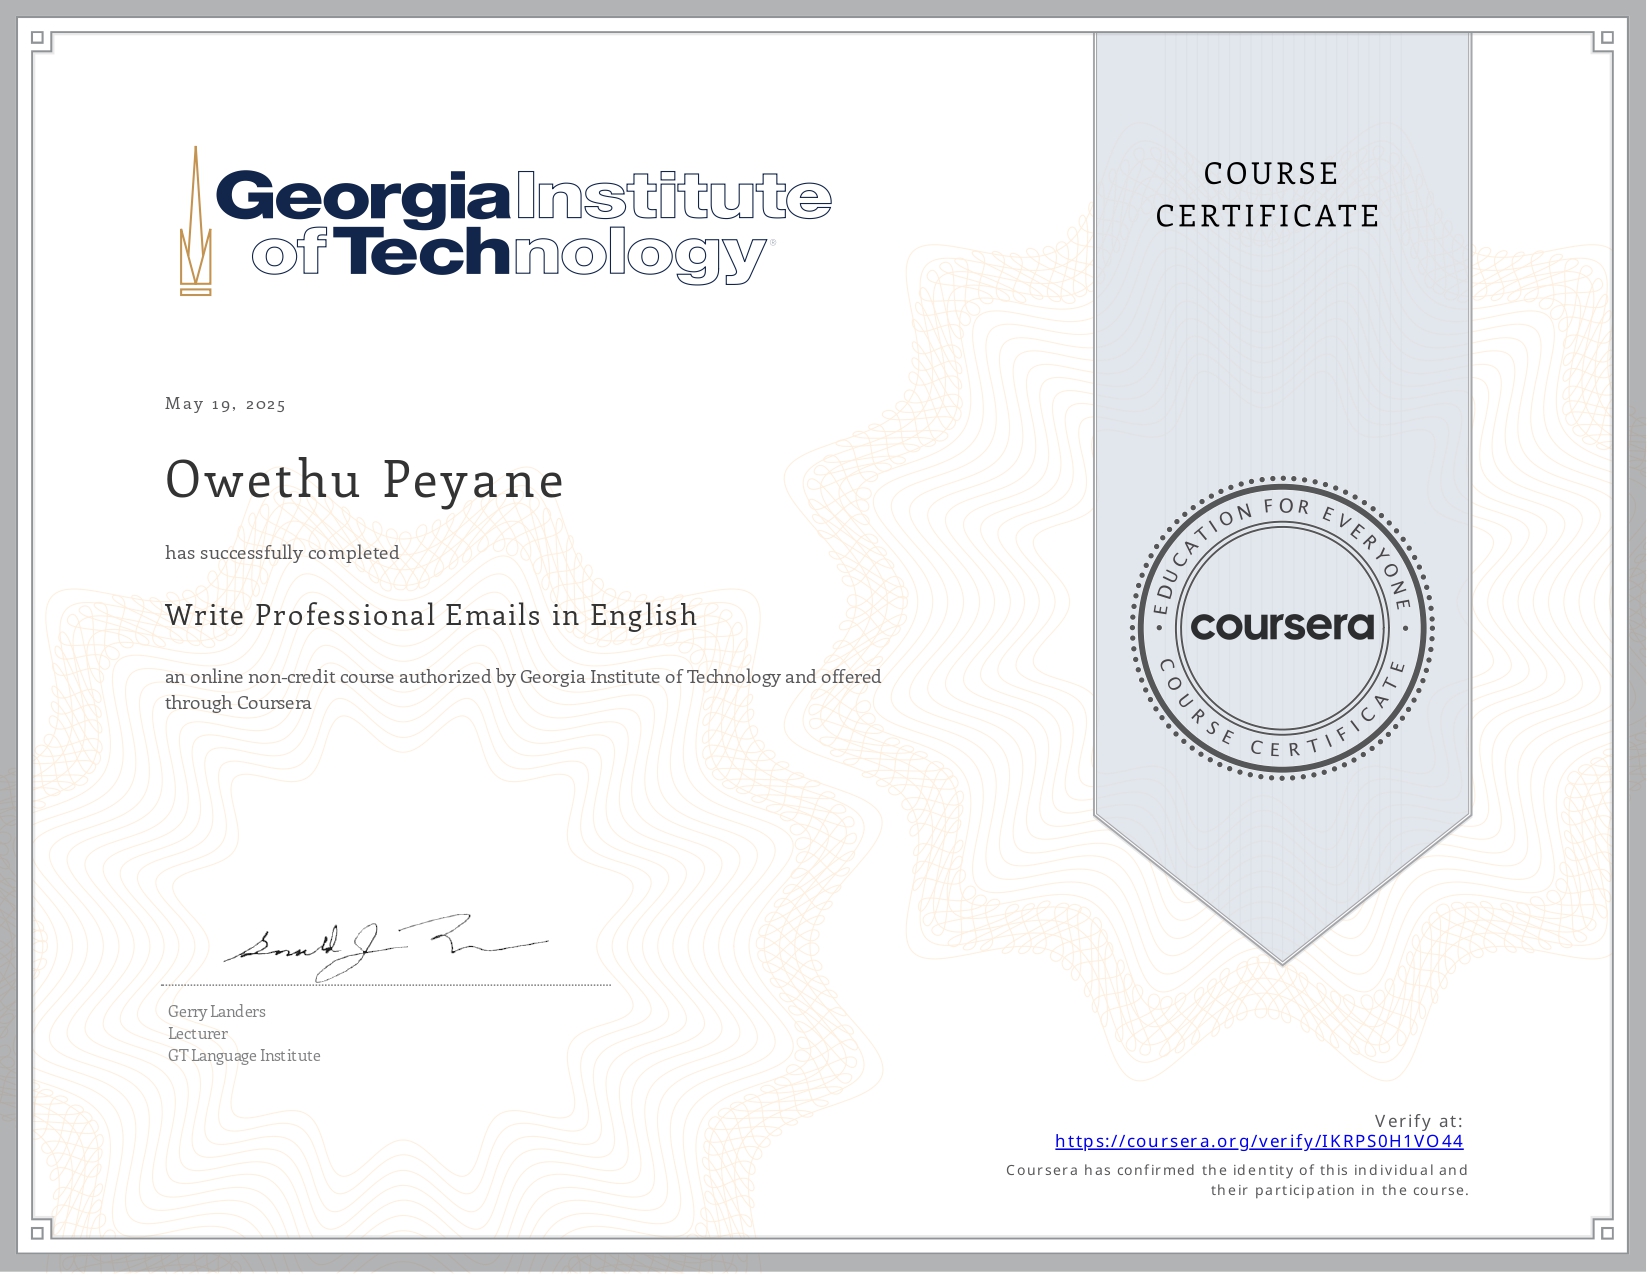 Georgia Institute
of Technology®
COURSE
CERTIFICATE
May 19, 2025
Owethu Peyane
has successfully completed
Write Professional Emails in English
an online non-credit course authorized by Georgia Institute of Technology and offered
through Coursera
EDUCATION FOR EVERYONE
coursera
COURSE CERTIFICATE
Gerry Landers
Lecturer
GT Language Institute
Verify at:
https://coursera.org/verify/IKRPS0H1VO44
Coursera has confirmed the identity of this individual and
their participation in the course.